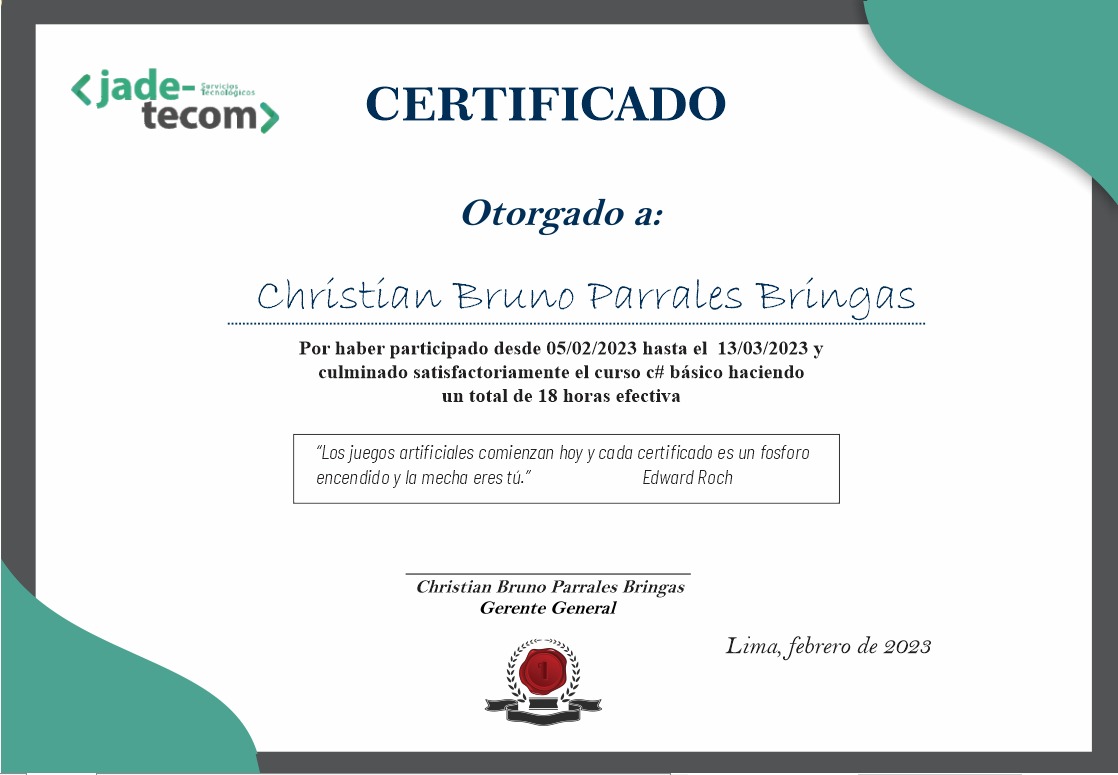 jade-
Servicios
Tecnológicos
tecom
CERTIFICADO
Otorgado a:
Christian Bruno Parrales Bringas
Por haber participado desde 05/02/2023 hasta el 13/03/2023 y
culminado satisfactoriamente el curso c# básico haciendo
un total de 18 horas efectiva
“Los juegos artificiales comienzan hoy y cada certificado es un fosforo
encendido y la mecha eres tú.” Edward Roch
Christian Bruno Parrales Bringas
Gerente General
Lima, febrero de 2023
1